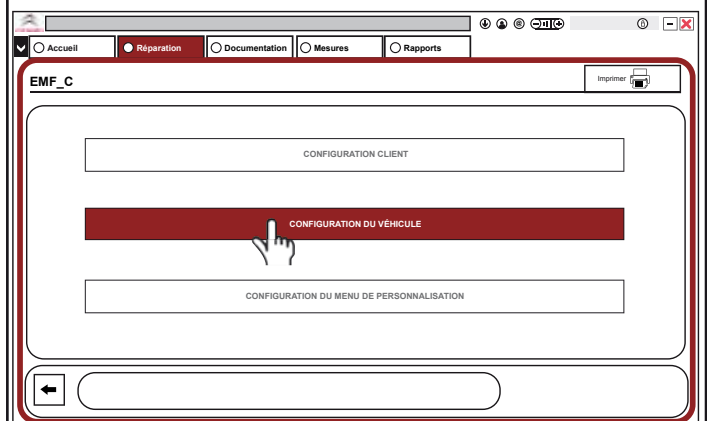 Accueil
Réparation
Documentation
Mesures
Rapports
EMF_C
Imprimer
CONFIGURATION CLIENT
CONFIGURATION DU VÉHICULE
CONFIGURATION DU MENU DE PERSONNALISATION